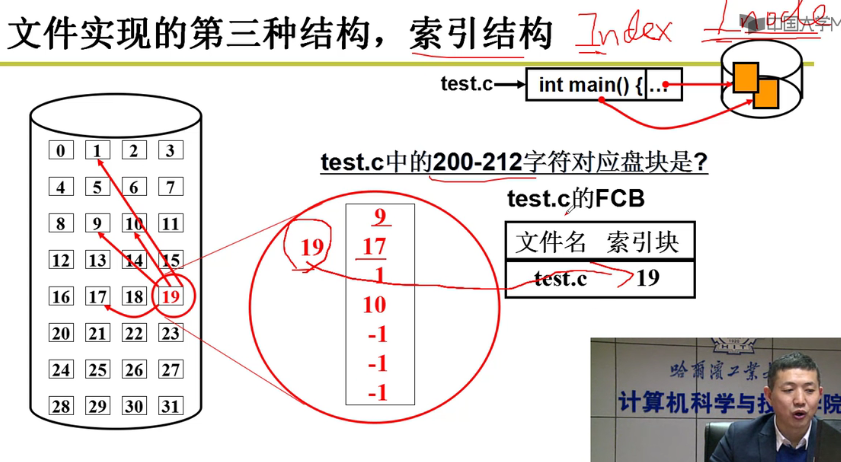 文件实现的第三种结构，索引结构 Index Inode
中国大学M
test.c int main() { ...
test.c中的200-212字符对应盘块是?
test.c的FCB
文件名 索引块
test.c 19
0 1 2 3
4 5 6 7
8 9 10 11
12 13 14 15
16 17 18 19
20 21 22 23
24 25 26 27
28 29 30 31
19
9
17
1
10
-1
-1
-1
HIT
哈尔滨工业大
计算机科学与技术学院